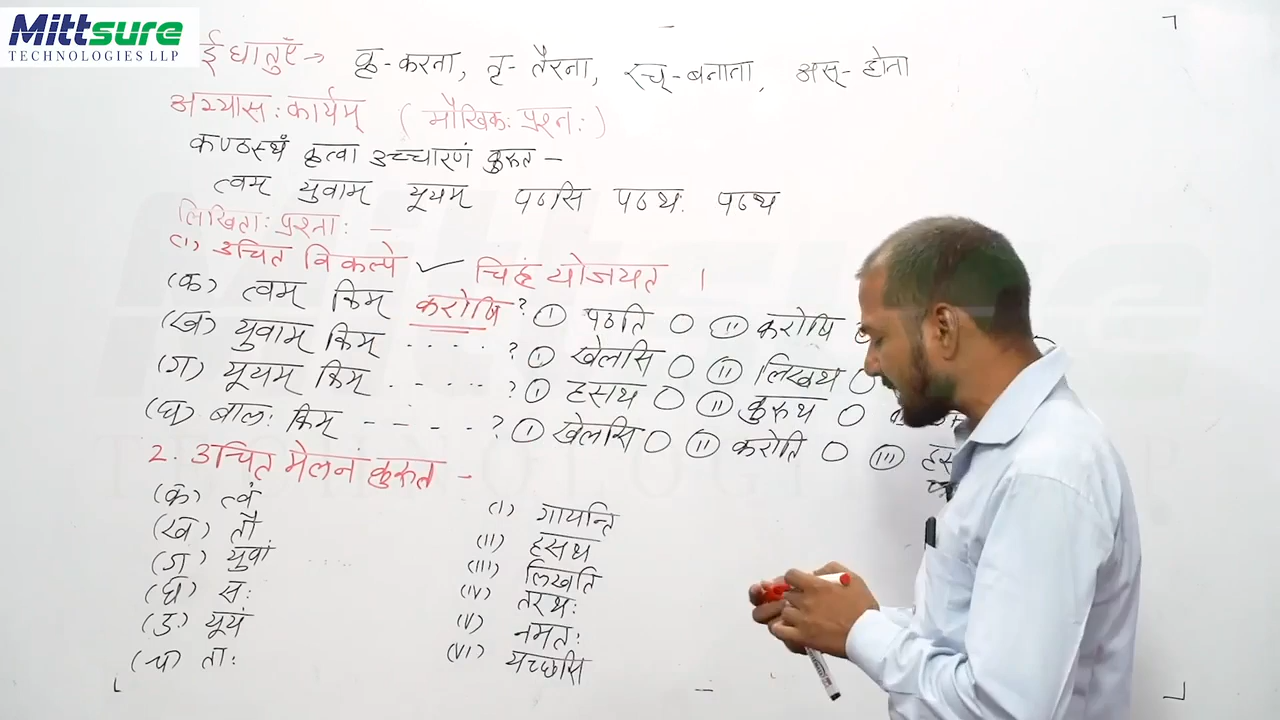 Mittsure
TECHNOLOGIES LLP
ई धातुएँ → कृ-करना, तृ-तैरना, रच्-बनाना, अस्-होना
अभ्यास: कार्यम् (मौखिक: प्रश्न:)
कण्ठस्थं कृत्वा उच्चारणं कुरुत –
त्वम् युवाम् यूयम् पठसि पठथ: पठथ
लिखिता: प्रश्ना: –
(1) उचित विकल्पे ✓ चिह्नं योजयत ।
(क) त्वम् किम् करोषि ? (i) पठति ○ (ii) करोषि
(ख) युवाम् किम् ..... ? (i) खेलसि ○ (ii) लिखथ ○
(ग) यूयम् किम् ..... ? (i) हसथ ○ (ii) कुरुथ ○
(घ) बाल: किम् ----- ? (i) खेलसि ○ (ii) करोति ○ (iii)
2. उचित मेलनं कुरुत –
(क) त्वं (I) गायन्ति
(ख) तौ (II) हसथ
(ग) युवां (III) लिखति
(घ) स: (IV) तरथ:
(ङ) यूयं (V) नमत:
(च) ता: (VI) यच्छसि